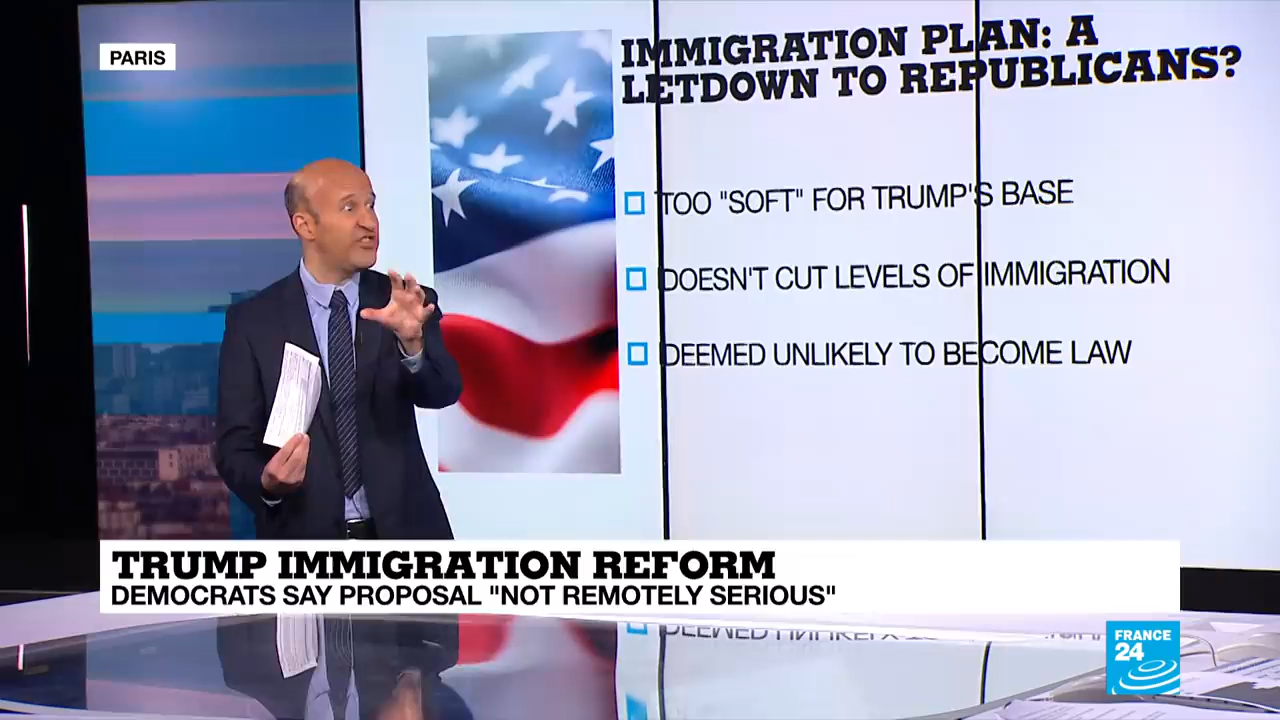 PARIS
IMMIGRATION PLAN: A
LETDOWN TO REPUBLICANS?
TOO "SOFT" FOR TRUMP'S BASE
DOESN'T CUT LEVELS OF IMMIGRATION
DEEMED UNLIKELY TO BECOME LAW
TRUMP IMMIGRATION REFORM
DEMOCRATS SAY PROPOSAL "NOT REMOTELY SERIOUS"
FRANCE
24